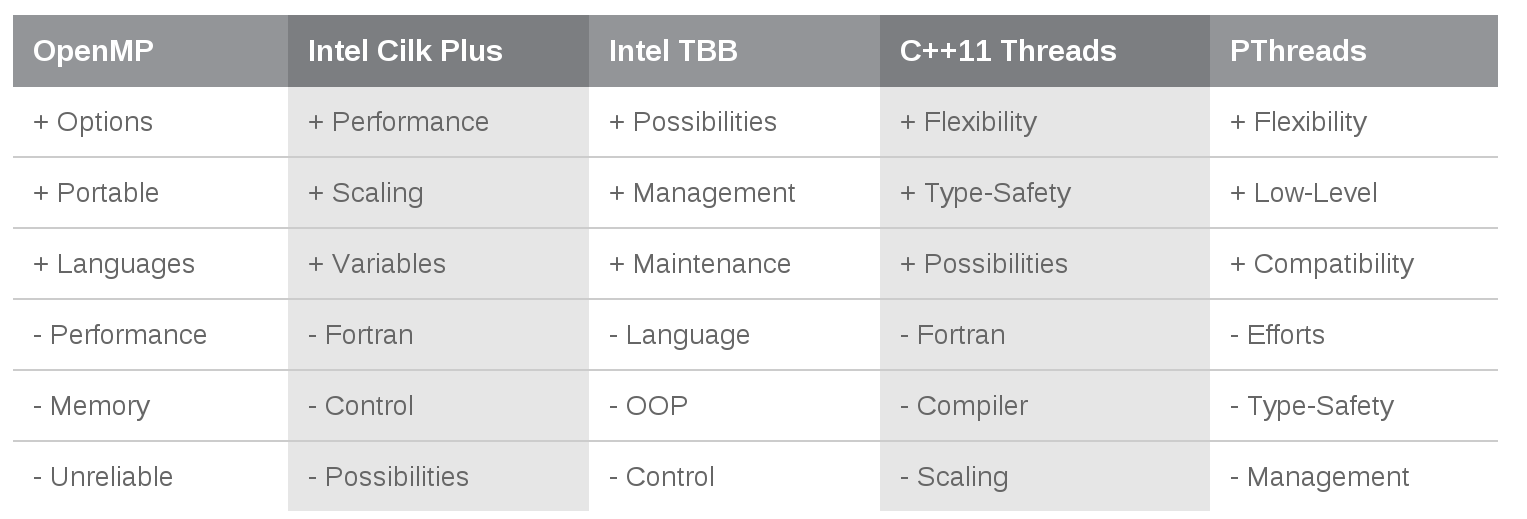 OpenMP Intel Cilk Plus Intel TBB C++11 Threads PThreads
+ Options + Performance + Possibilities + Flexibility + Flexibility
+ Portable + Scaling + Management + Type-Safety + Low-Level
+ Languages + Variables + Maintenance + Possibilities + Compatibility
- Performance - Fortran - Language - Fortran - Efforts
- Memory - Control - OOP - Compiler - Type-Safety
- Unreliable - Possibilities - Control - Scaling - Management